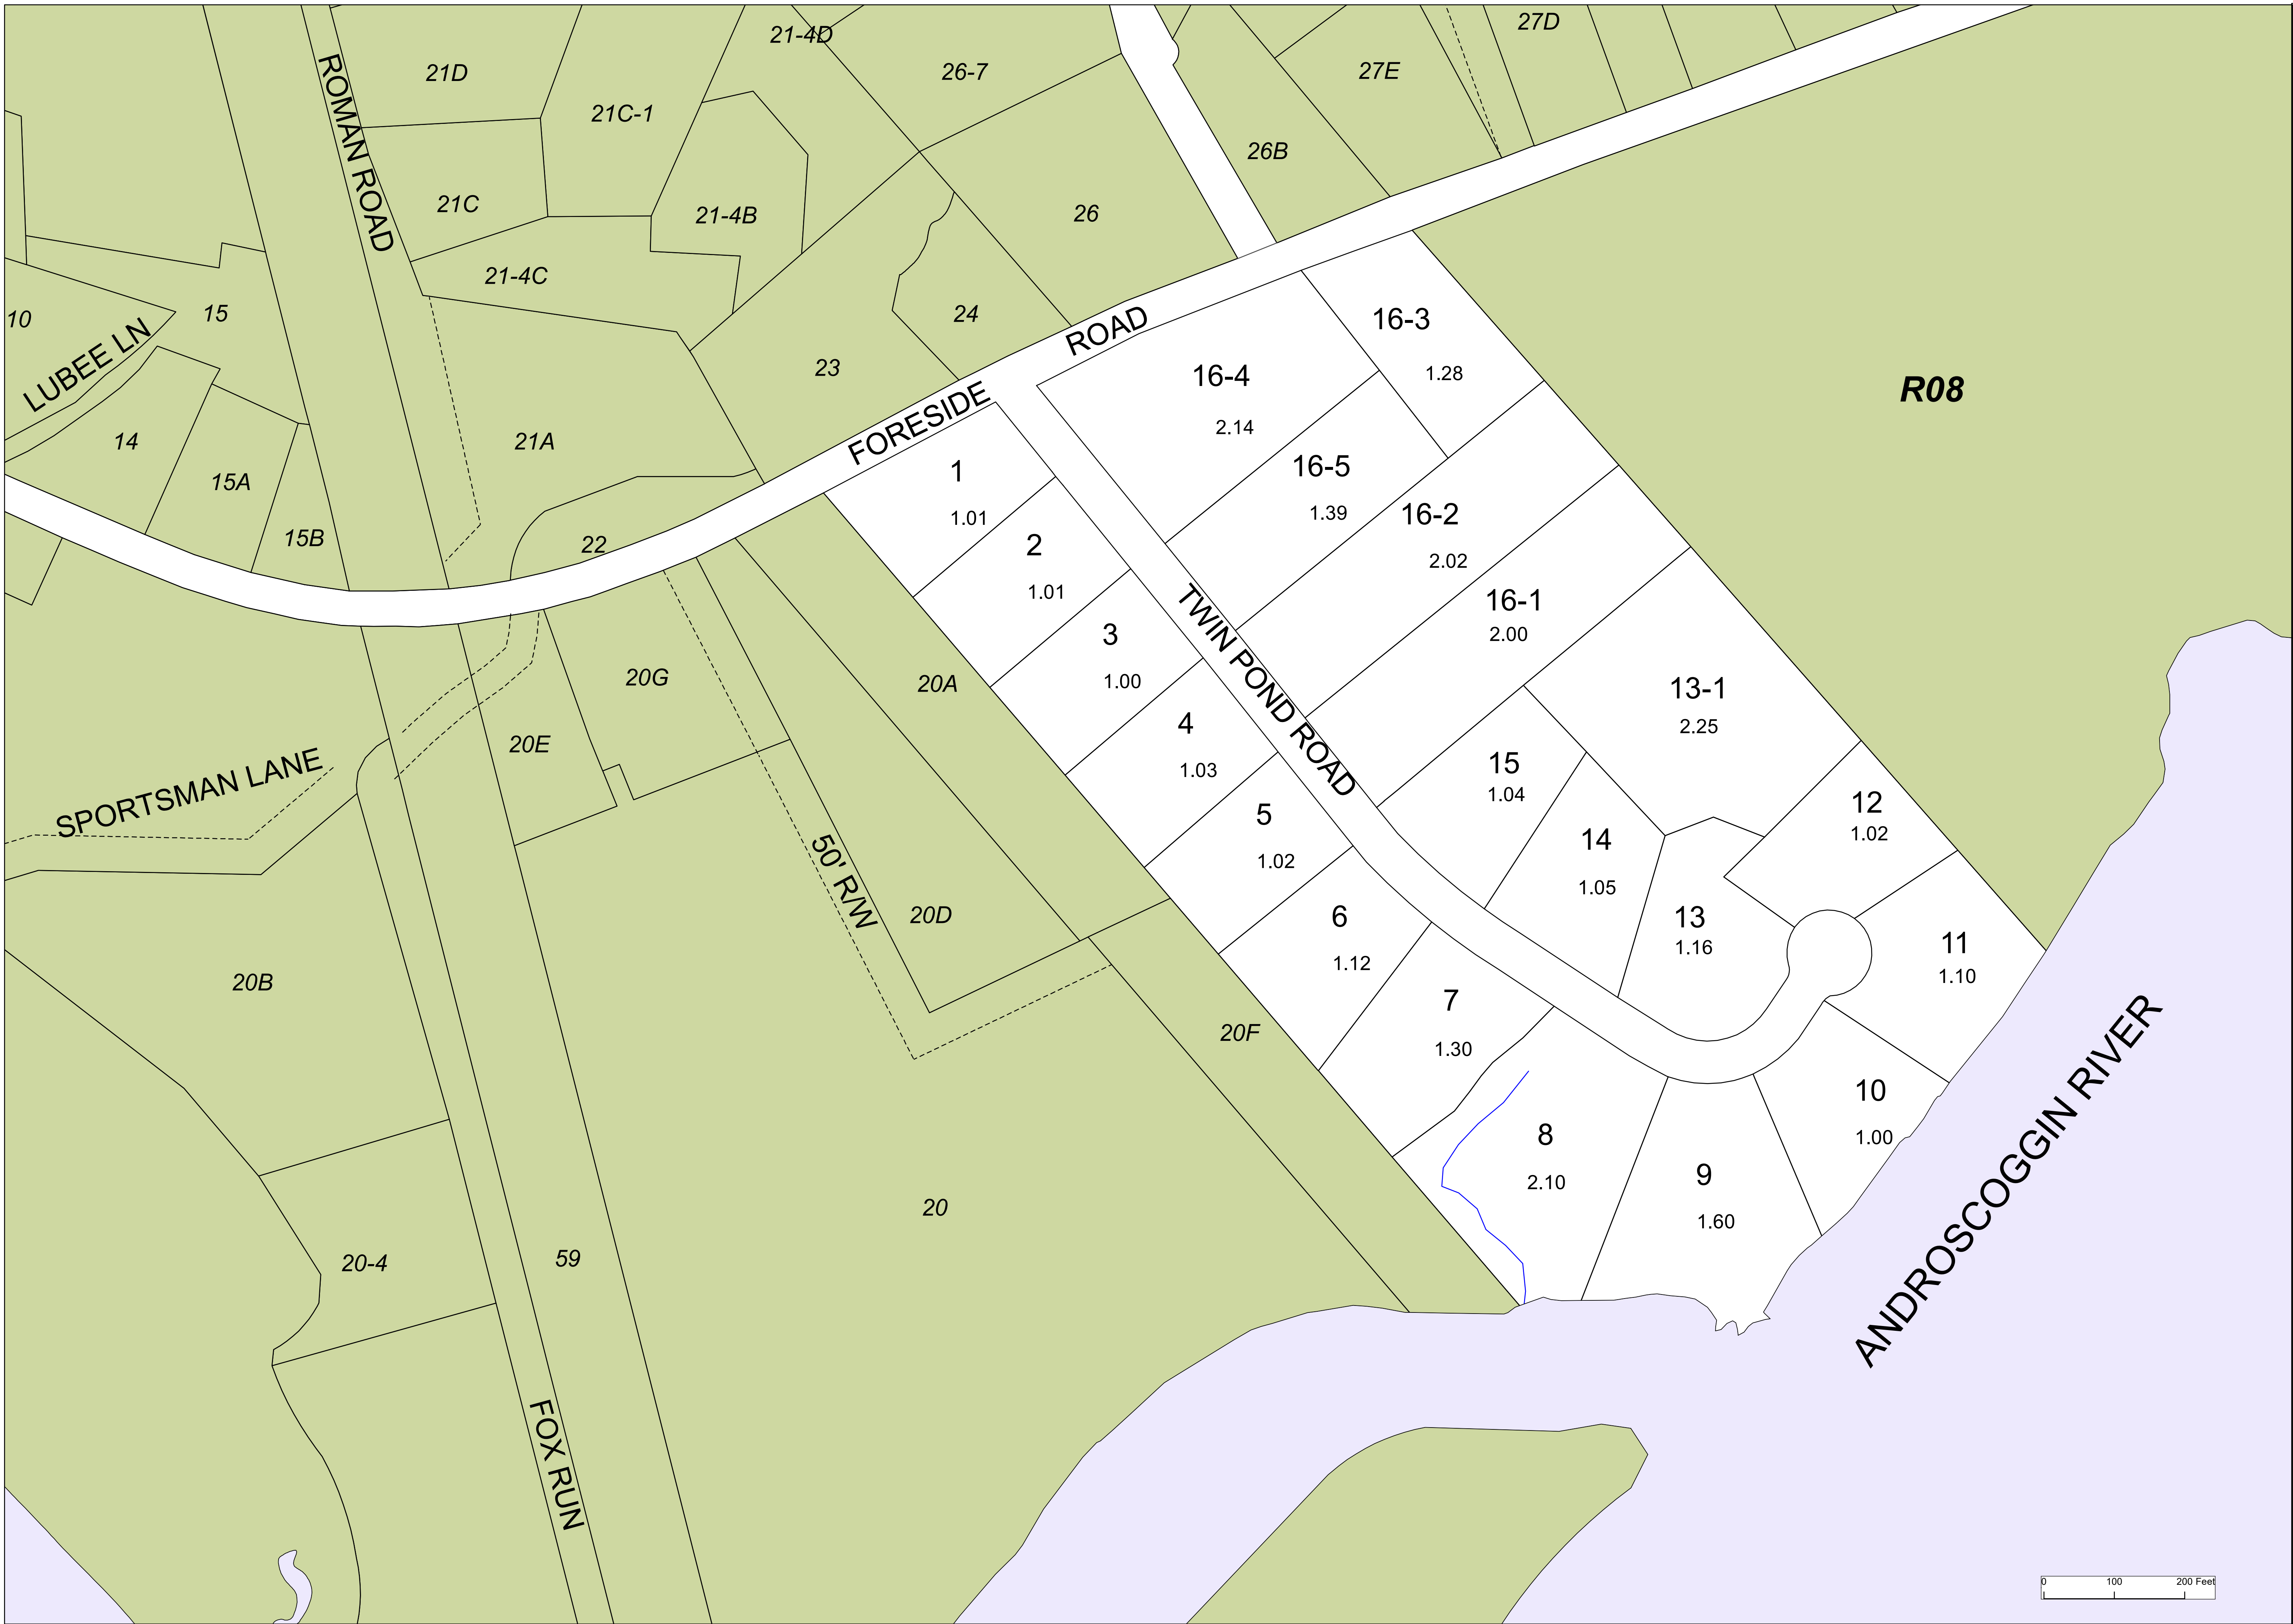 27D
21-4D
21D
26-7
27E
ROMAN ROAD
21C-1
26B
21C
21-4B
26
21-4C
24
10
15
LUBEE LN
ROAD
16-3
1.28
23
16-4
2.14
R08
FORESIDE
14
21A
15A
1
1.01
16-5
1.39
15B
22
2
1.01
16-2
2.02
TWIN POND ROAD
3
1.00
16-1
2.00
20G
20A
13-1
2.25
20E
4
1.03
SPORTSMAN LANE
15
1.04
12
1.02
5
1.02
14
1.05
50' R/W
20D
6
1.12
13
1.16
11
1.10
20B
7
1.30
20F
10
1.00
8
2.10
9
1.60
ANDROSCOGGIN RIVER
20
20-4
59
FOX RUN
0 100 200 Feet